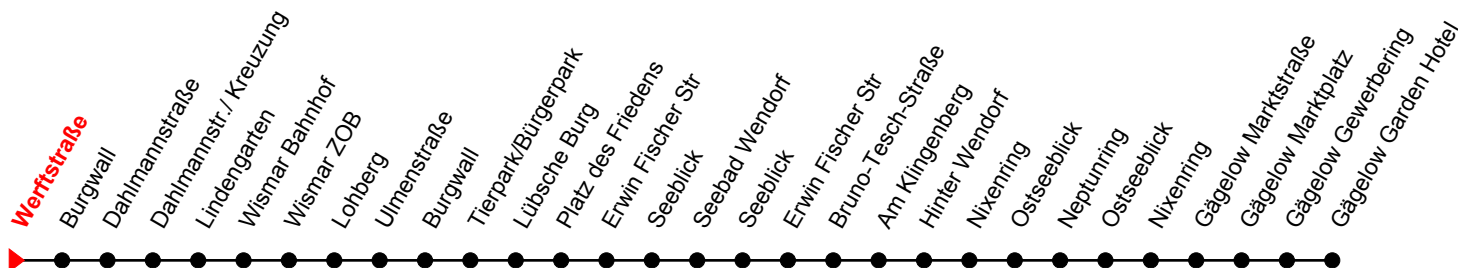 Werftstraße
Burgwall
Dahlmannstraße
Dahlmannstr./ Kreuzung
Lindengarten
Wismar Bahnhof
Wismar ZOB
Lohberg
Ulmenstraße
Burgwall
Tierpark/Bürgerpark
Lübsche Burg
Platz des Friedens
Erwin Fischer Str
Seeblick
Seebad Wendorf
Seeblick
Erwin Fischer Str
Bruno-Tesch-Straße
Am Klingenberg
Hinter Wendorf
Nixenring
Ostseeblick
Neptunring
Ostseeblick
Nixenring
Gägelow Marktstraße
Gägelow Marktplatz
Gägelow Gewerbering
Gägelow Garden Hotel